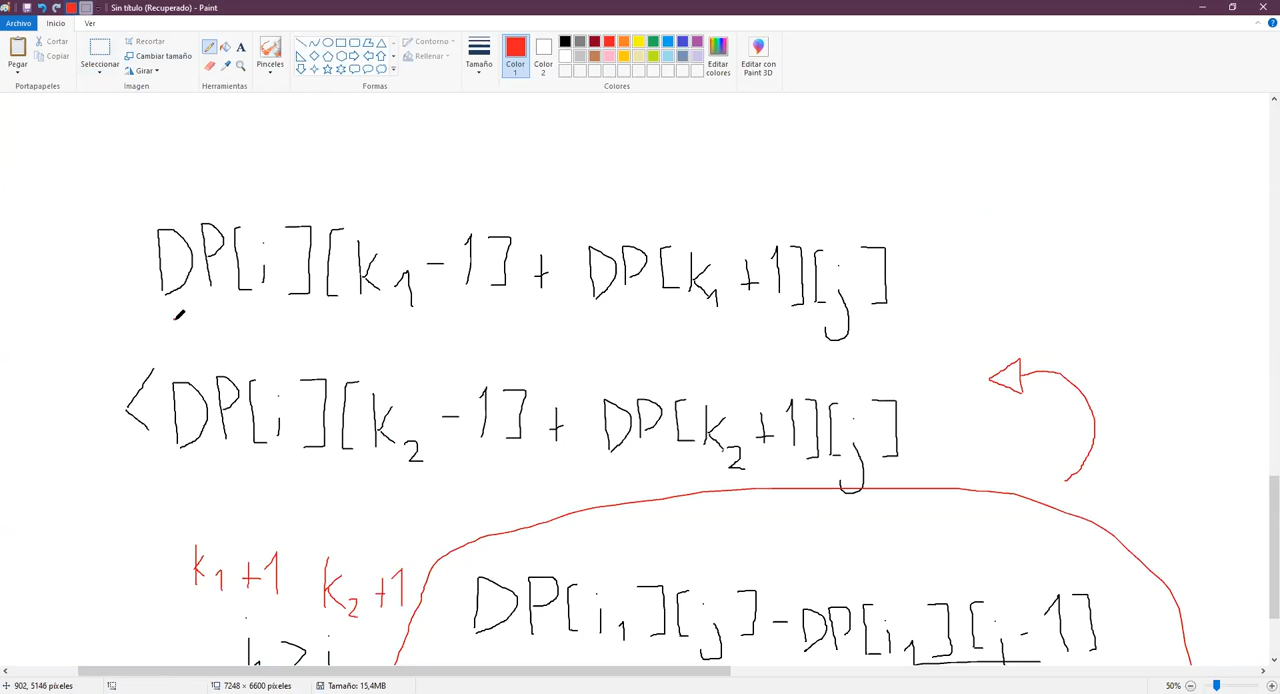 Sin título (Recuperado) - Paint
Archivo Inicio Ver
Pegar
Cortar
Copiar
Portapapeles
Seleccionar
Recortar
Cambiar tamaño
Girar
Imagen
A
Herramientas
Pinceles
Contorno
Rellenar
Formas
Tamaño
Color 1
Color 2
Editar colores
Editar con Paint 3D
Colores
DP[i][k₁-1] + DP[k₁+1][j]
<DP[i][k₂-1] + DP[k₂+1][j]
k₁+1 k₂+1
DP[i₁][j] - DP[i₁][j-1]
902, 5146 píxeles
7248 × 6600 píxeles
Tamaño: 15,4MB
50%